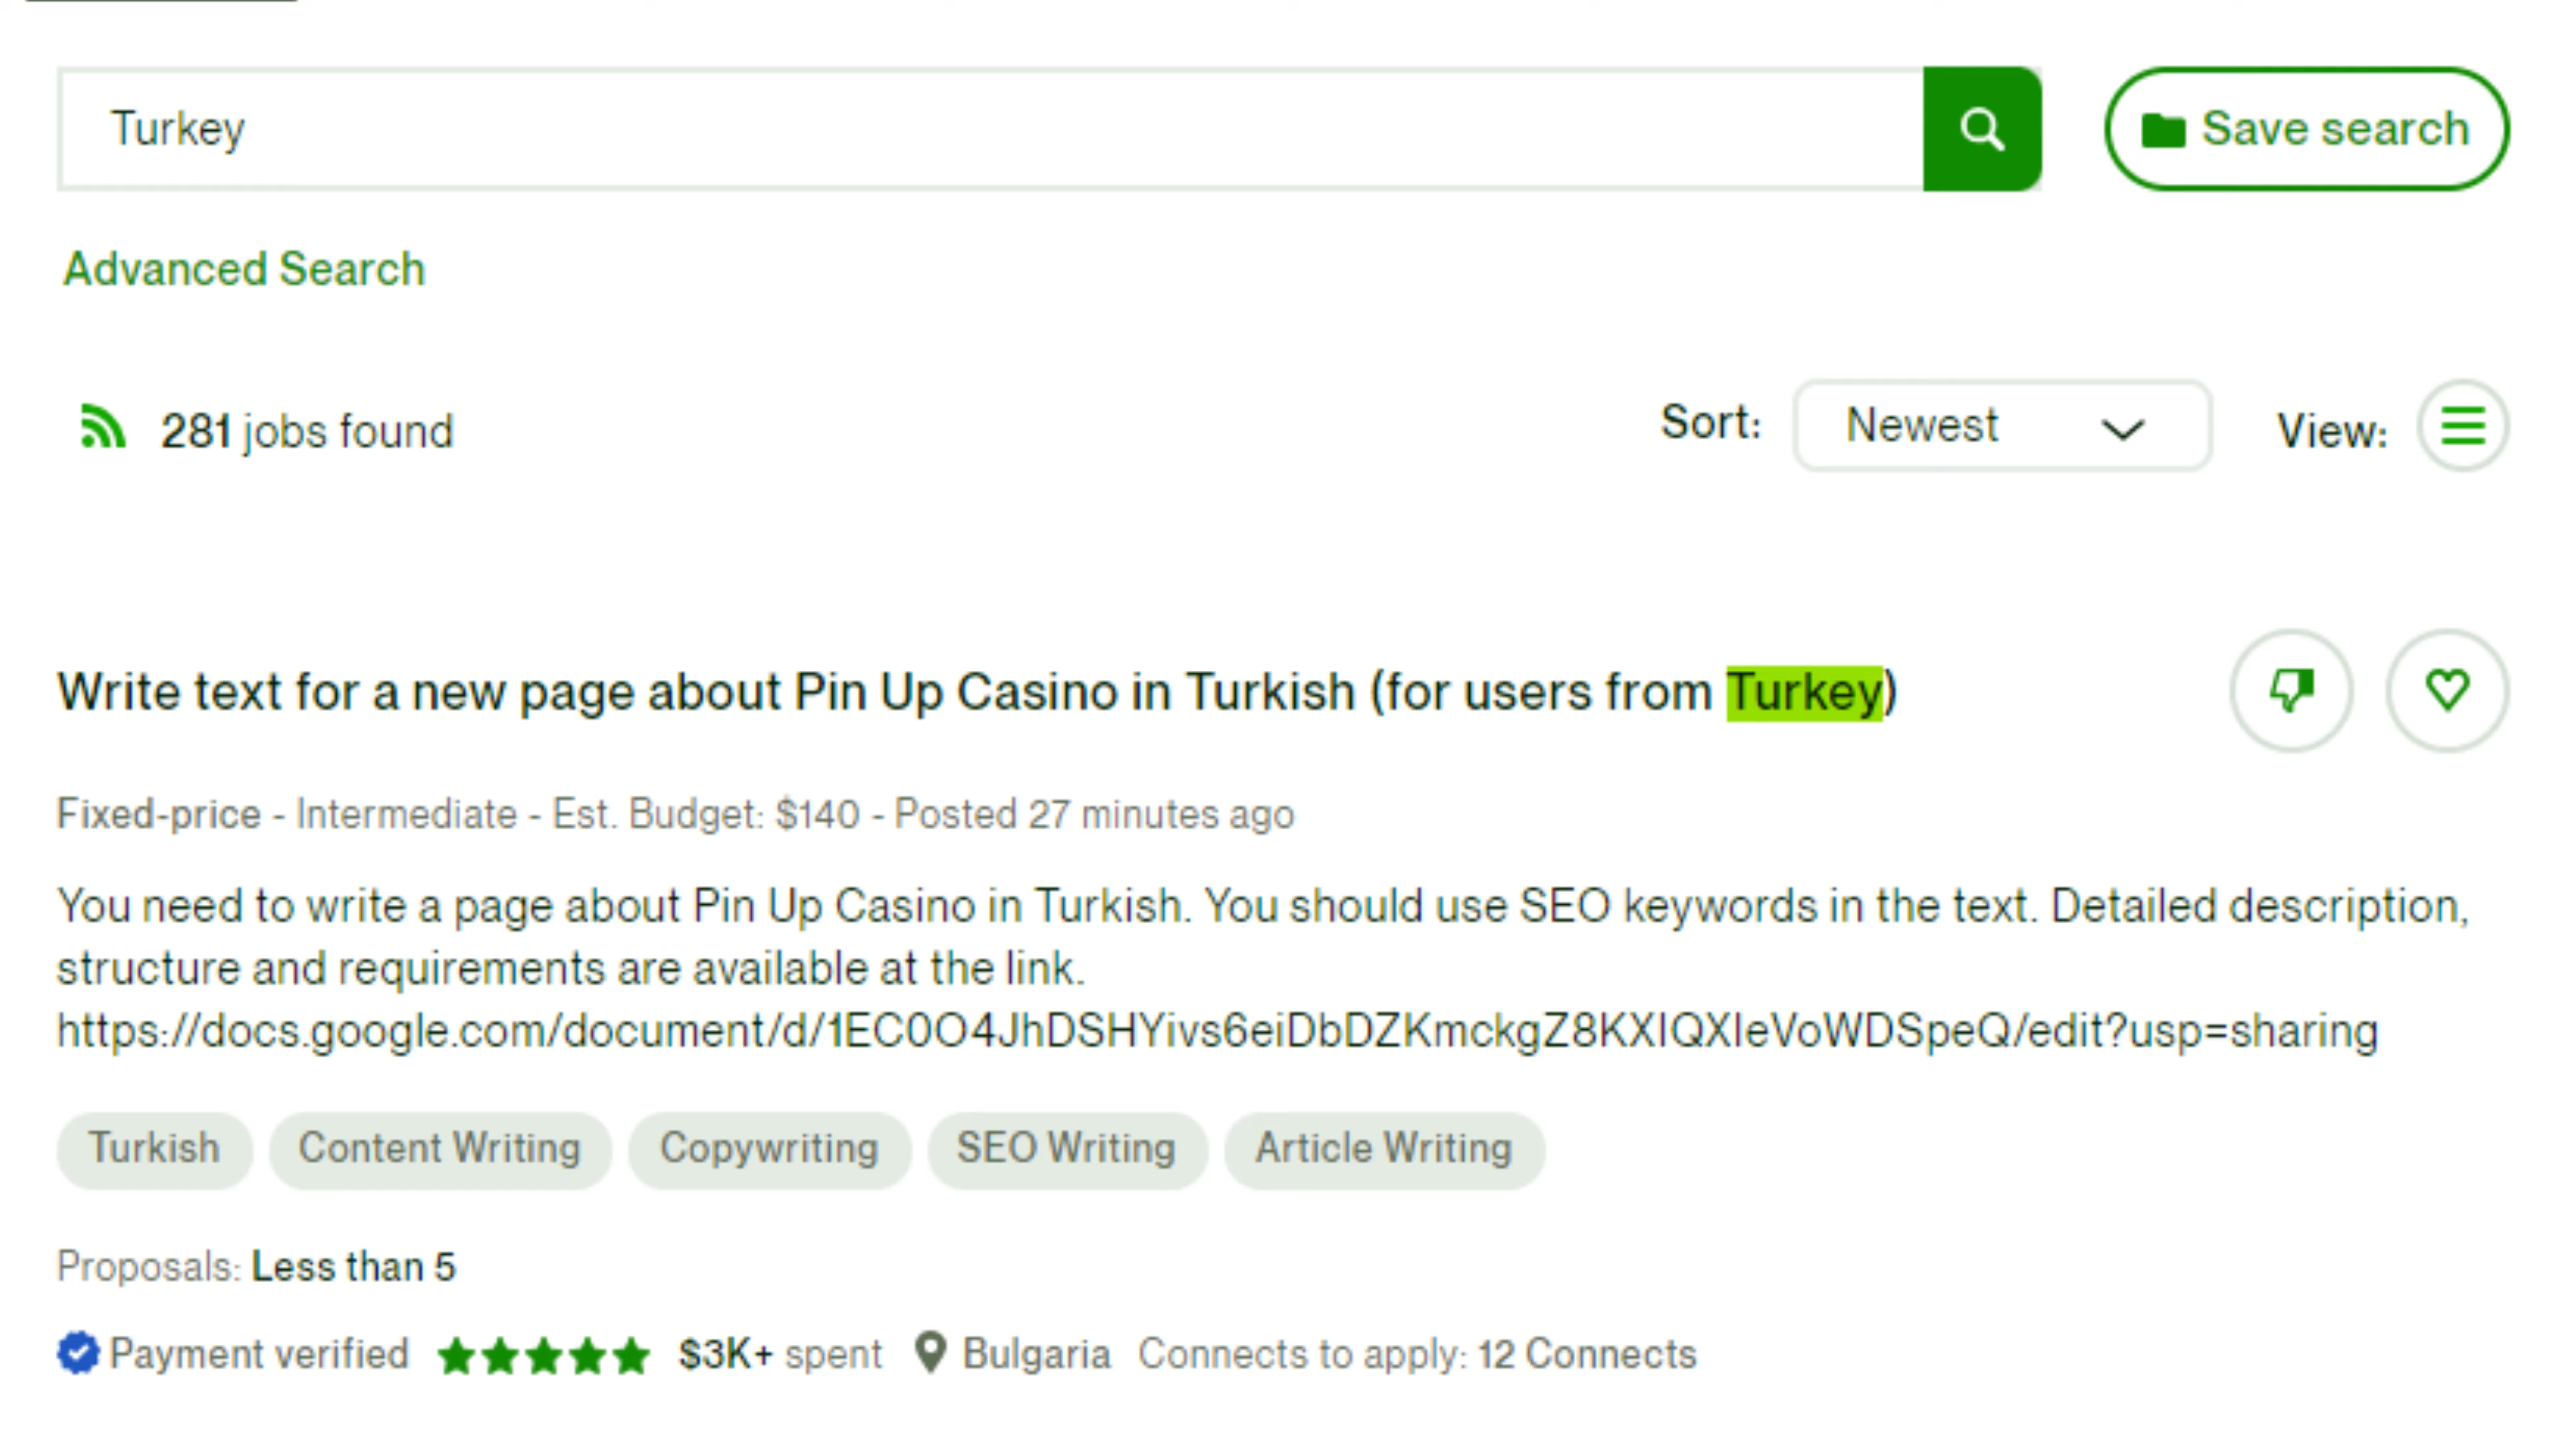 Turkey
Save search
Advanced Search
281 jobs found
Sort: Newest
View:
Write text for a new page about Pin Up Casino in Turkish (for users from Turkey)
Fixed-price - Intermediate - Est. Budget: $140 - Posted 27 minutes ago
You need to write a page about Pin Up Casino in Turkish. You should use SEO keywords in the text. Detailed description,
structure and requirements are available at the link.
https://docs.google.com/document/d/1EC0O4JhDSHYivs6eiDbDZKmckgZ8KXIQXIeVoWDSpeQ/edit?usp=sharing
Turkish Content Writing Copywriting SEO Writing Article Writing
Proposals: Less than 5
Payment verified $3K+ spent Bulgaria Connects to apply: 12 Connects